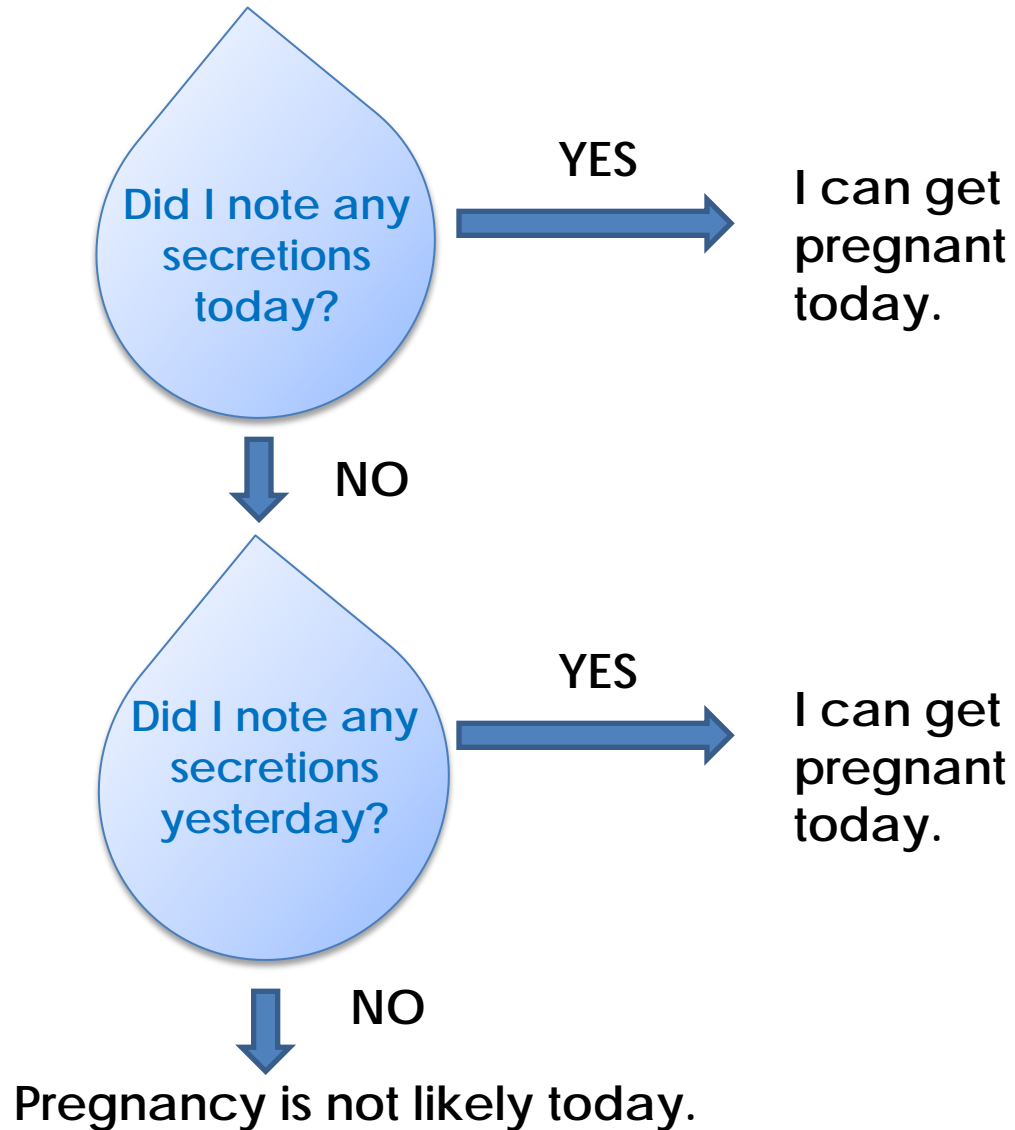 Did I note any
secretions
today?
YES
I can get
pregnant
today.
NO
Did I note any
secretions
yesterday?
YES
I can get
pregnant
today.
NO
Pregnancy is not likely today.